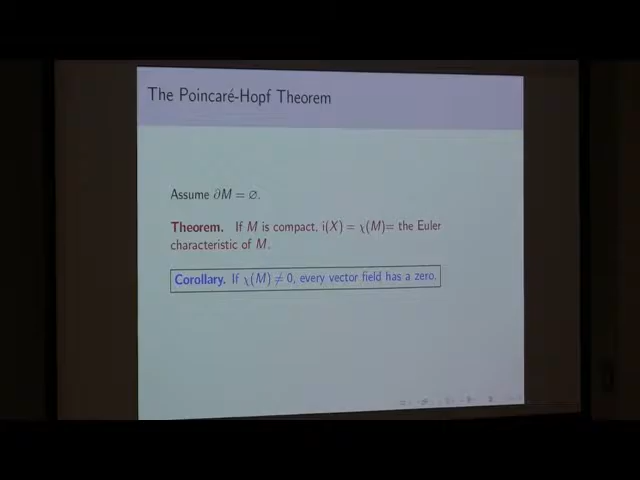 The Poincaré-Hopf Theorem
Assume ∂M = ∅.
Theorem. If M is compact, i(X) = χ(M)= the Euler
characteristic of M.
Corollary. If χ(M) ≠ 0, every vector field has a zero.